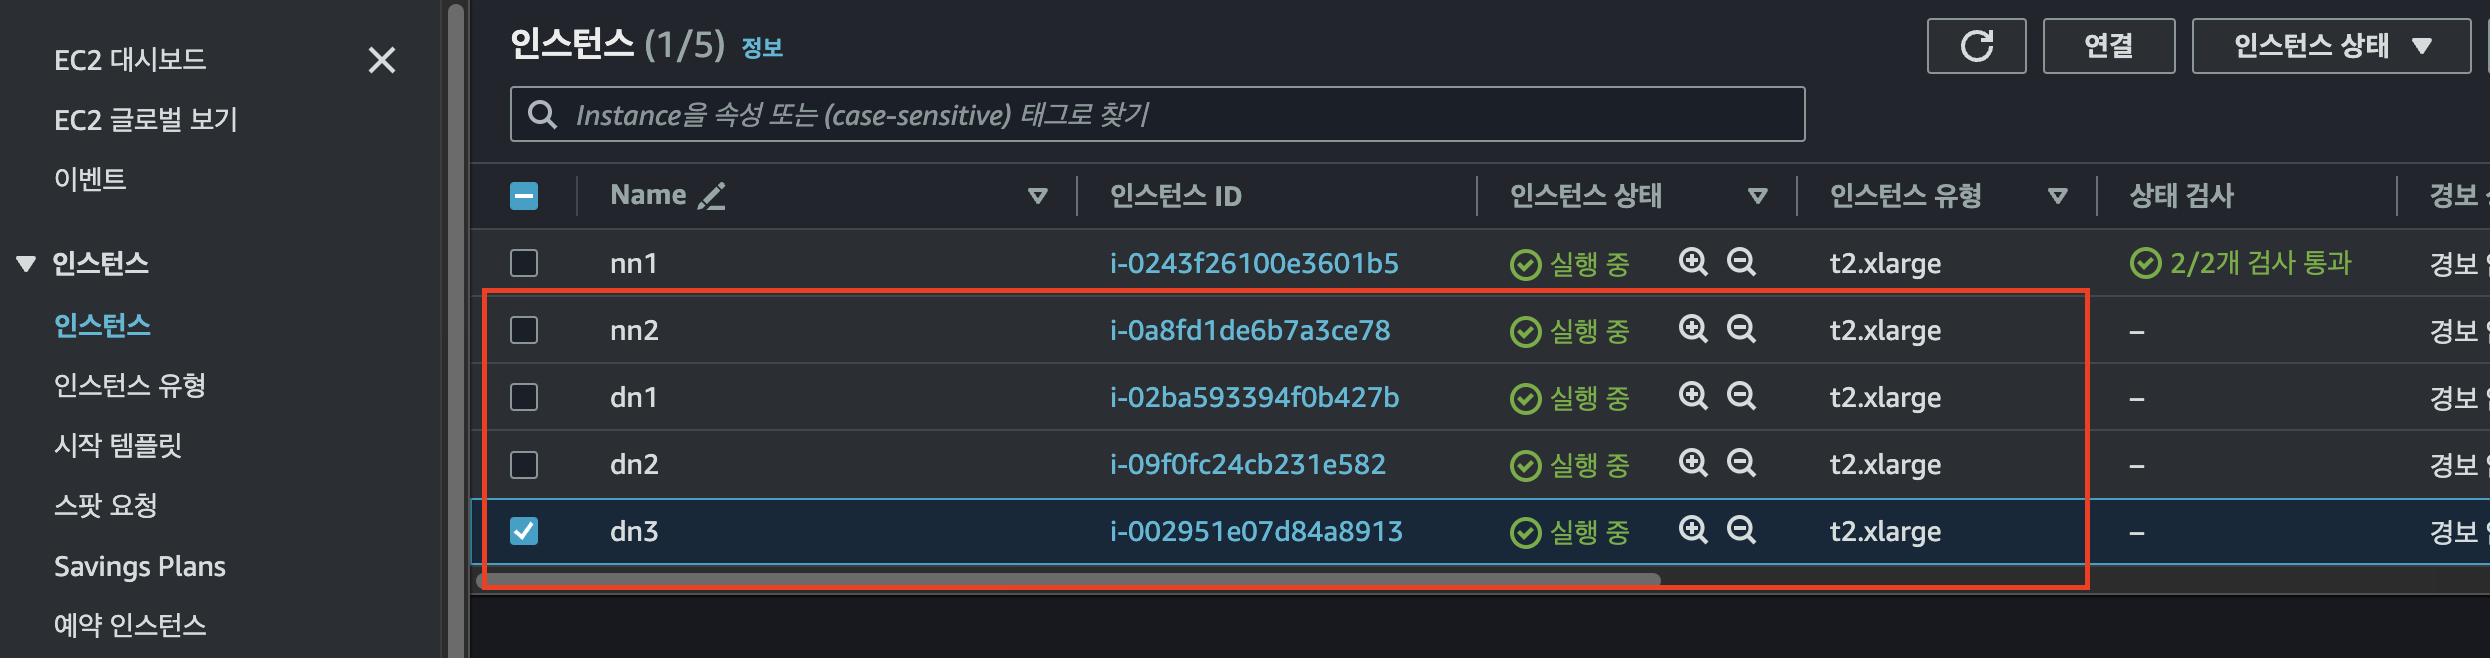 EC2 대시보드
EC2 글로벌 보기
이벤트
인스턴스
인스턴스
인스턴스 유형
시작 템플릿
스팟 요청
Savings Plans
예약 인스턴스
인스턴스 (1/5) 정보
연결
인스턴스 상태
Instance을 속성 또는 (case-sensitive) 태그로 찾기
Name 인스턴스 ID 인스턴스 상태 인스턴스 유형 상태 검사 경보
nn1 i-0243f26100e3601b5 실행 중 t2.xlarge 2/2개 검사 통과 경보
nn2 i-0a8fd1de6b7a3ce78 실행 중 t2.xlarge – 경보
dn1 i-02ba593394f0b427b 실행 중 t2.xlarge – 경보
dn2 i-09f0fc24cb231e582 실행 중 t2.xlarge – 경보
dn3 i-002951e07d84a8913 실행 중 t2.xlarge – 경보